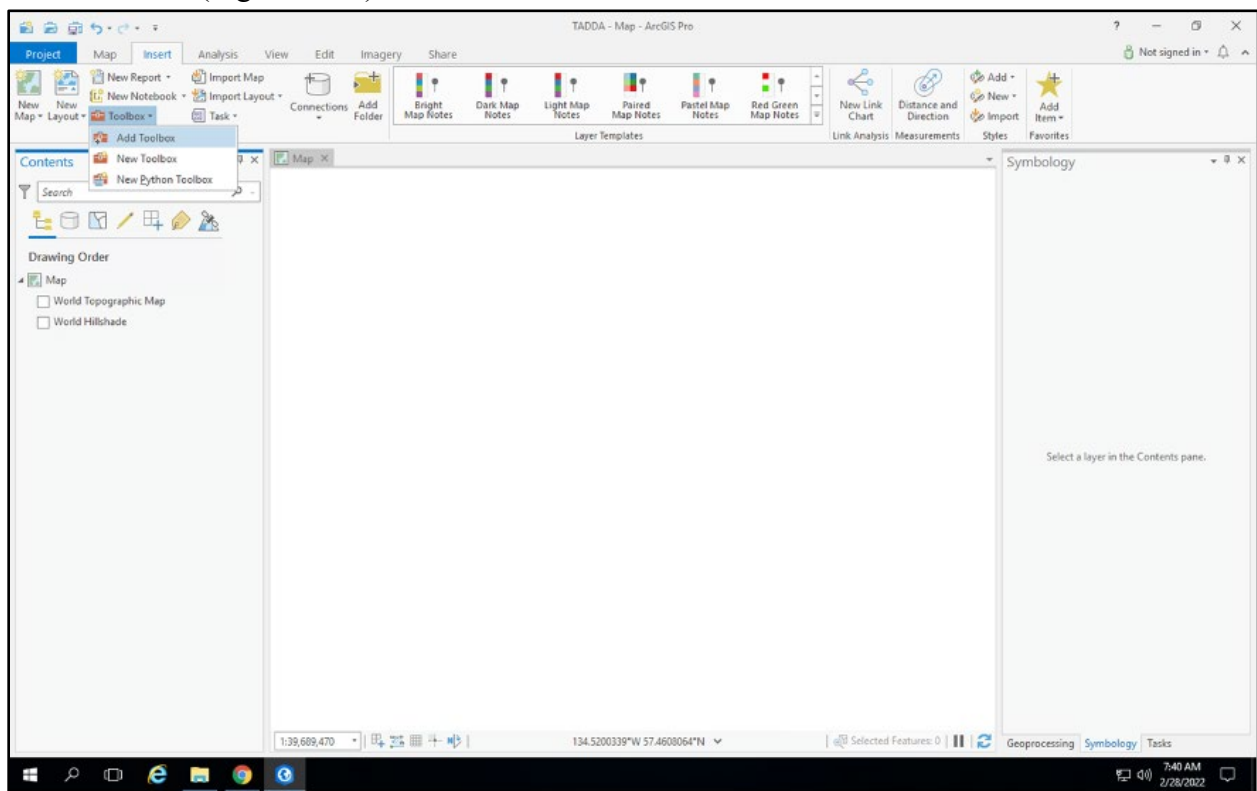 TADDA - Map - ArcGIS Pro
Project Map Insert Analysis View Edit Imagery Share
Not signed in
New Map
New Layout
New Report
New Notebook
Toolbox
Import Map
Import Layout
Task
Connections
Add Folder
Bright Map Notes
Dark Map Notes
Light Map Notes
Paired Map Notes
Pastel Map Notes
Red Green Map Notes
Layer Templates
New Link Chart
Link Analysis
Distance and Direction
Measurements
Add
New
Import
Styles
Add Item
Favorites
Add Toolbox
New Toolbox
New Python Toolbox
Contents
Search
Drawing Order
Map
World Topographic Map
World Hillshade
Map
Symbology
Select a layer in the Contents pane.
1:39,689,470
134.5200339°W 57.4608064°N
Selected Features: 0
Geoprocessing Symbology Tasks
7:40 AM
2/28/2022